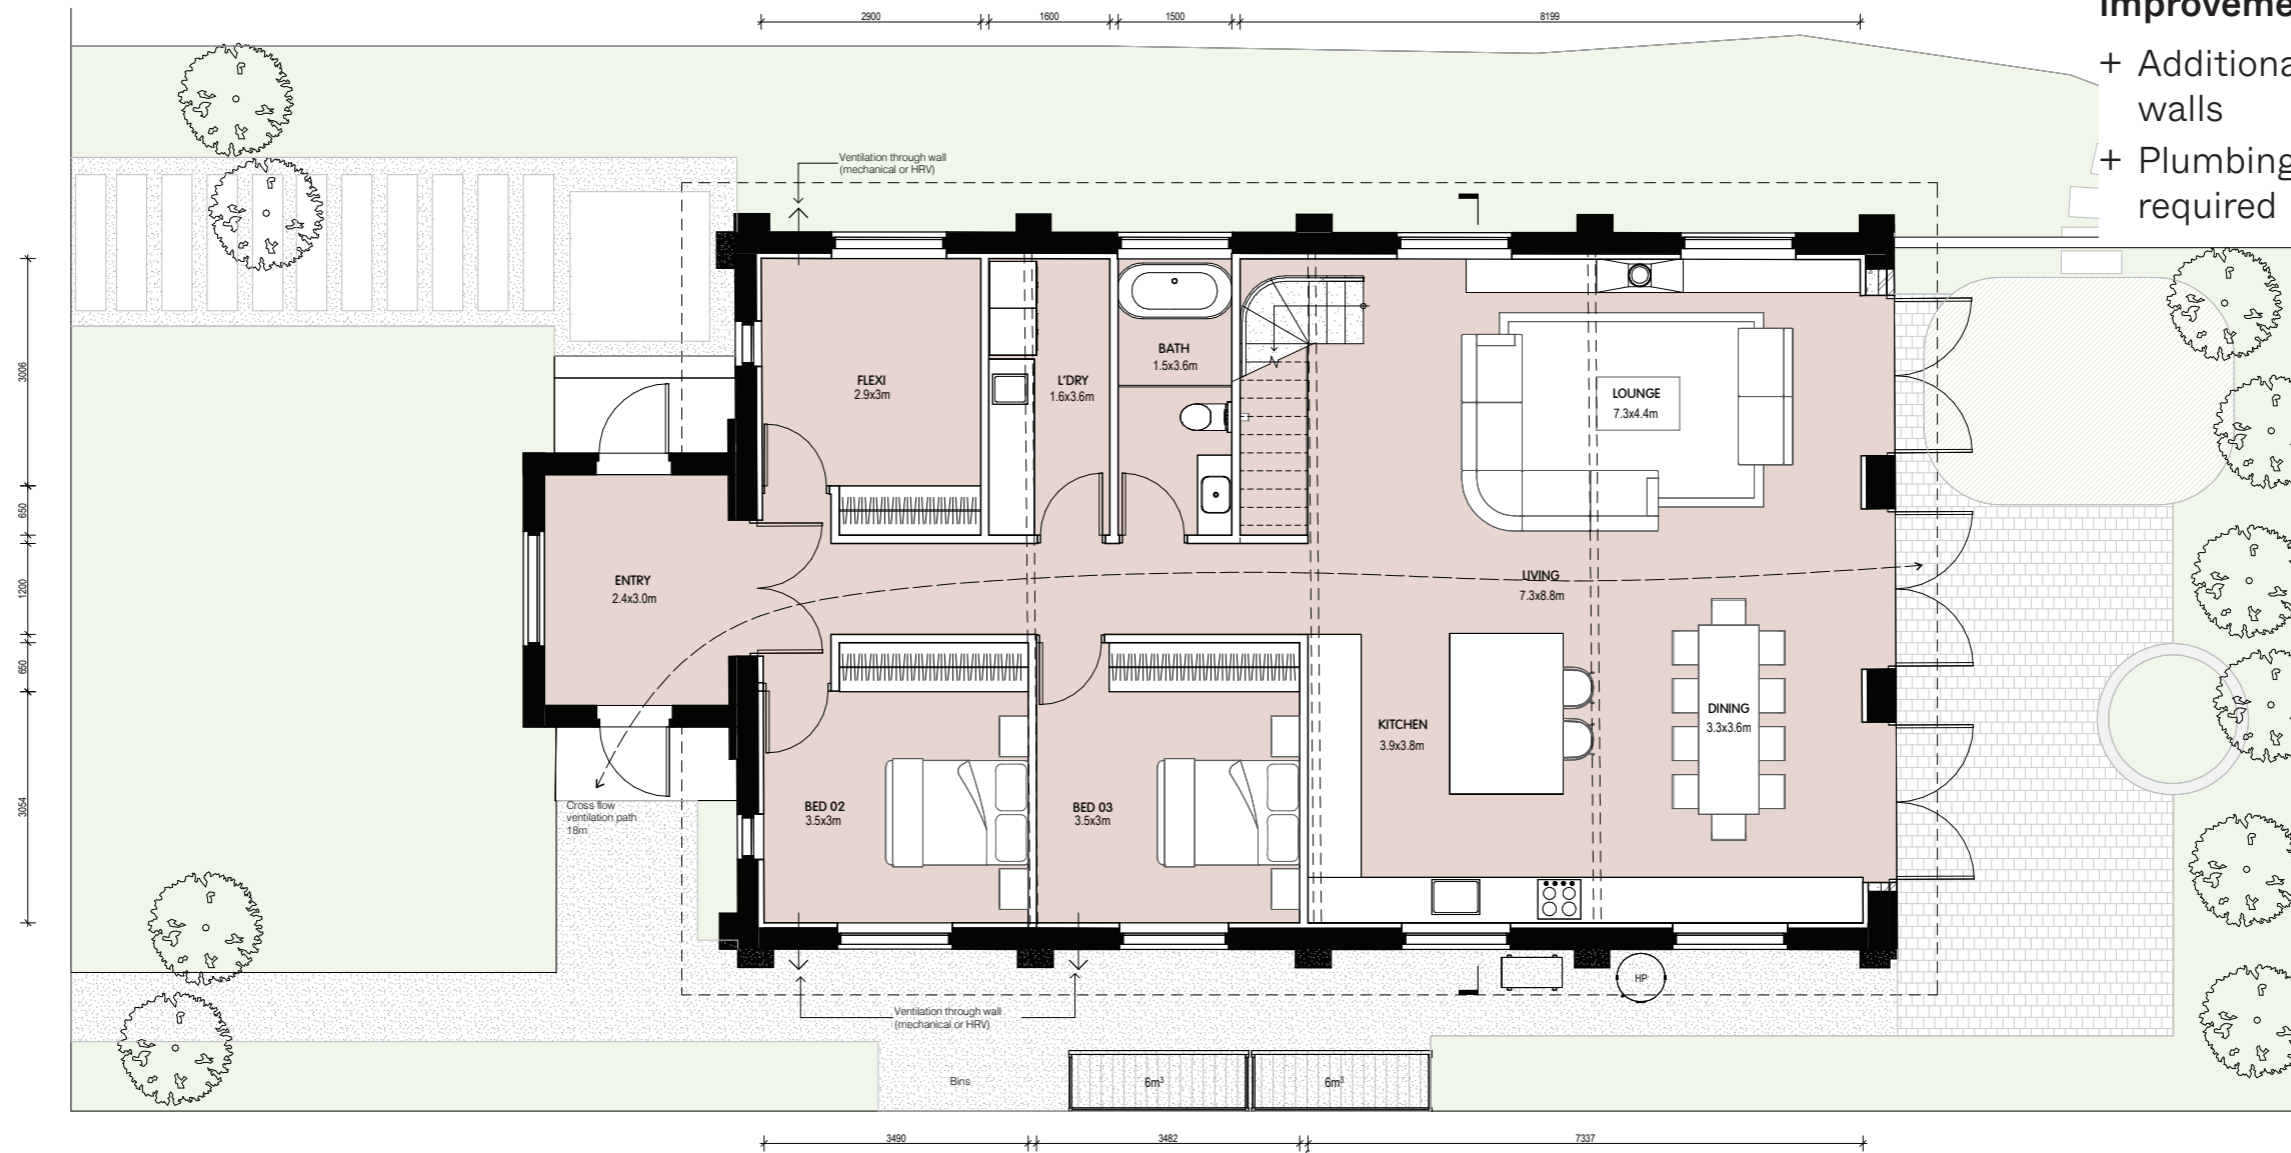 2900
1600
1500
8199
Improveme
+ Additiona
walls
+ Plumbing
required
Ventilation through wall
(mechanical or HRV)
FLEXI
2.9x3m
L'DRY
1.6x3.6m
BATH
1.5x3.6m
LOUNGE
7.3x4.4m
ENTRY
2.4x3.0m
LIVING
7.3x8.8m
KITCHEN
3.9x3.8m
DINING
3.3x3.6m
BED 02
3.5x3m
BED 03
3.5x3m
Cross flow
ventilation path
18m
3006
650
1200
650
3054
HP
Ventilation through wall
(mechanical or HRV)
Bins
6m³
6m³
3490
3482
7337